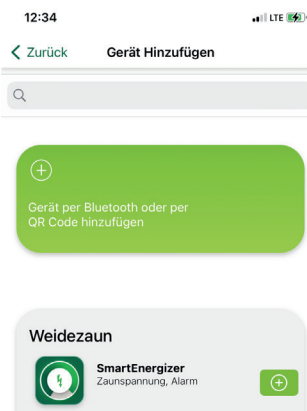 12:34
LTE
Zurück
Gerät Hinzufügen
Gerät per Bluetooth oder per
QR Code hinzufügen
Weidezaun
SmartEnergizer
Zaunspannung, Alarm